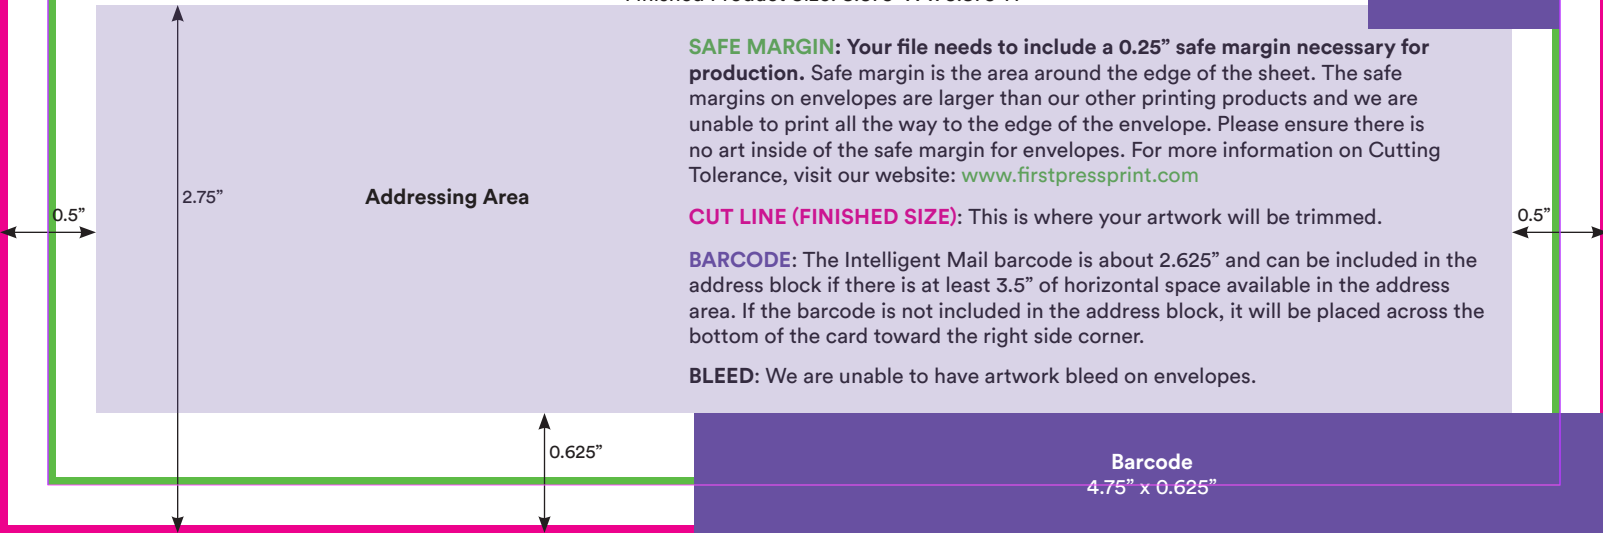 SAFE MARGIN: Your file needs to include a 0.25” safe margin necessary for
production. Safe margin is the area around the edge of the sheet. The safe
margins on envelopes are larger than our other printing products and we are
unable to print all the way to the edge of the envelope. Please ensure there is
no art inside of the safe margin for envelopes. For more information on Cutting
Tolerance, visit our website: www.firstpressprint.com
2.75”
Addressing Area
0.5”
CUT LINE (FINISHED SIZE): This is where your artwork will be trimmed.
0.5”
BARCODE: The Intelligent Mail barcode is about 2.625” and can be included in the
address block if there is at least 3.5” of horizontal space available in the address
area. If the barcode is not included in the address block, it will be placed across the
bottom of the card toward the right side corner.
BLEED: We are unable to have artwork bleed on envelopes.
0.625”
Barcode
4.75” x 0.625”